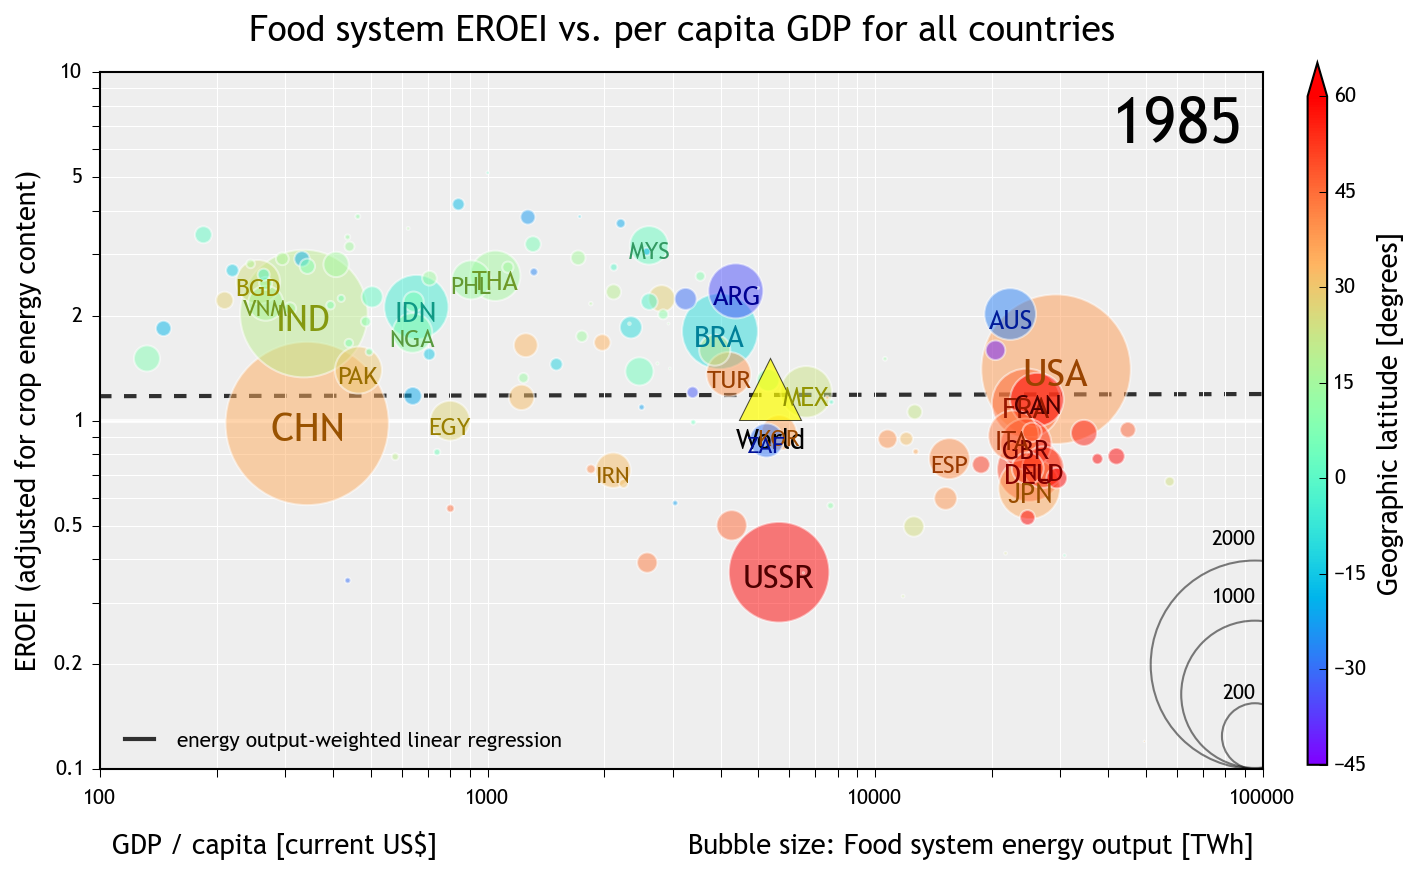 Food system EROEI vs. per capita GDP for all countries
1985
EROEI (adjusted for crop energy content)
10
5
2
1
0.5
0.2
0.1
MYS
BGD
VNM
IND
PHL
THA
IDN
NGA
ARG
BRA
AUS
PAK
TUR
MEX
USA
CHN
EGY
FRA
CAN
World
KOR
ZAF
ITA
GBR
IRN
ESP
DEU
JPN
USSR
2000
1000
200
energy output-weighted linear regression
100
1000
10000
100000
GDP / capita [current US$]
Bubble size: Food system energy output [TWh]
60
45
30
15
0
−15
−30
−45
Geographic latitude [degrees]